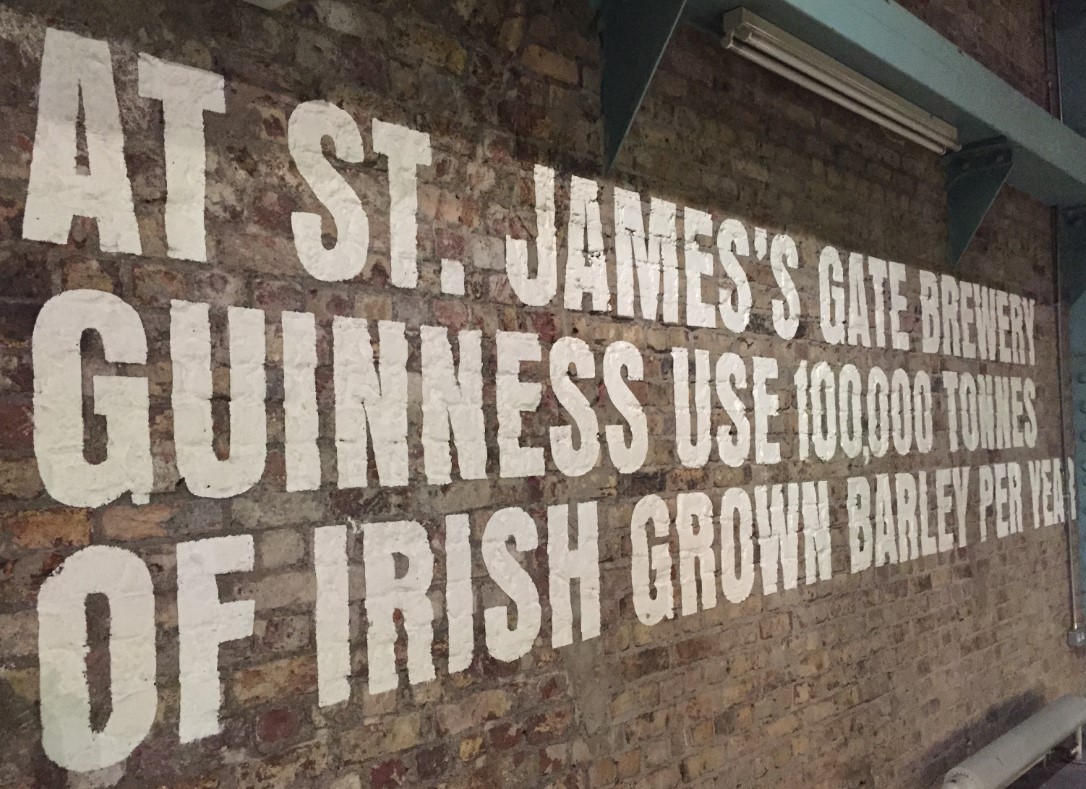 AT ST. JAMES'S GATE BREWERY
GUINNESS USE 100,000 TONNES
OF IRISH GROWN BARLEY PER YEAR